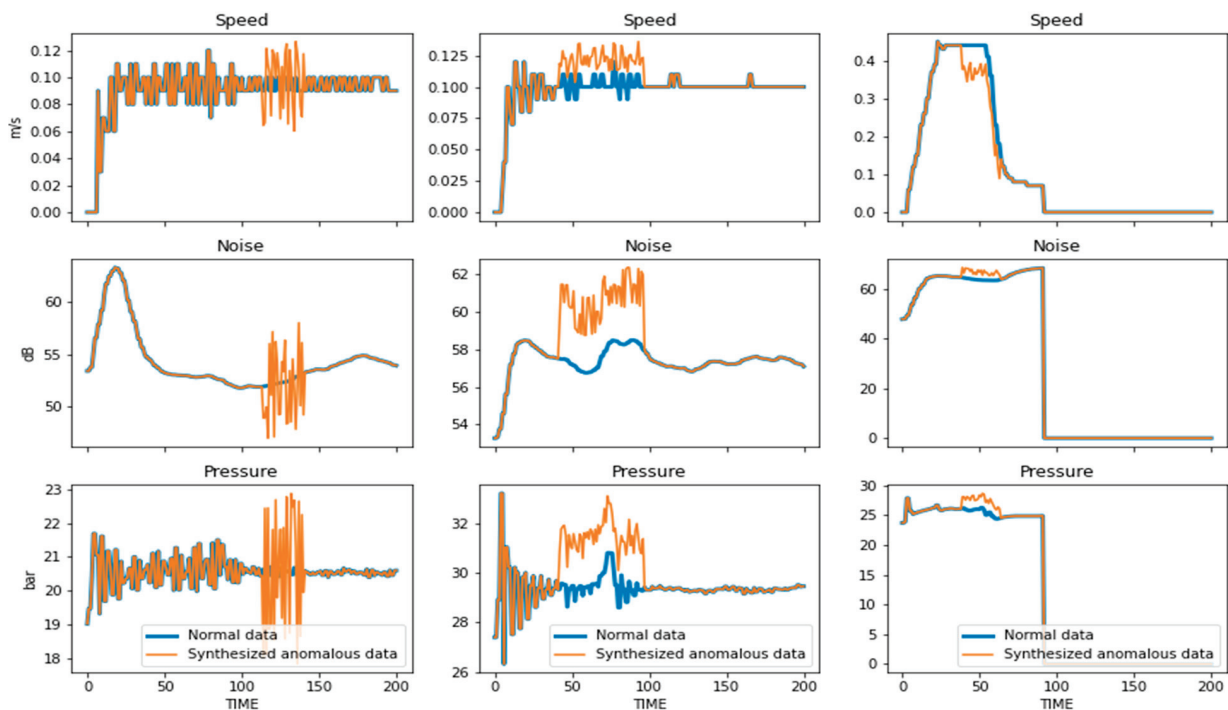 Speed Speed Speed
m/s
0.12
0.10
0.08
0.06
0.04
0.02
0.00
0.125
0.100
0.075
0.050
0.025
0.000
0.4
0.3
0.2
0.1
0.0
Noise Noise Noise
dB
60
55
50
62
60
58
56
54
60
40
20
0
Pressure Pressure Pressure
bar
23
22
21
20
19
18
32
30
28
26
30
25
20
15
10
5
0
Normal data
Synthesized anomalous data
Normal data
Synthesized anomalous data
Normal data
Synthesized anomalous data
0 50 100 150 200
0 50 100 150 200
0 50 100 150 200
TIME TIME TIME